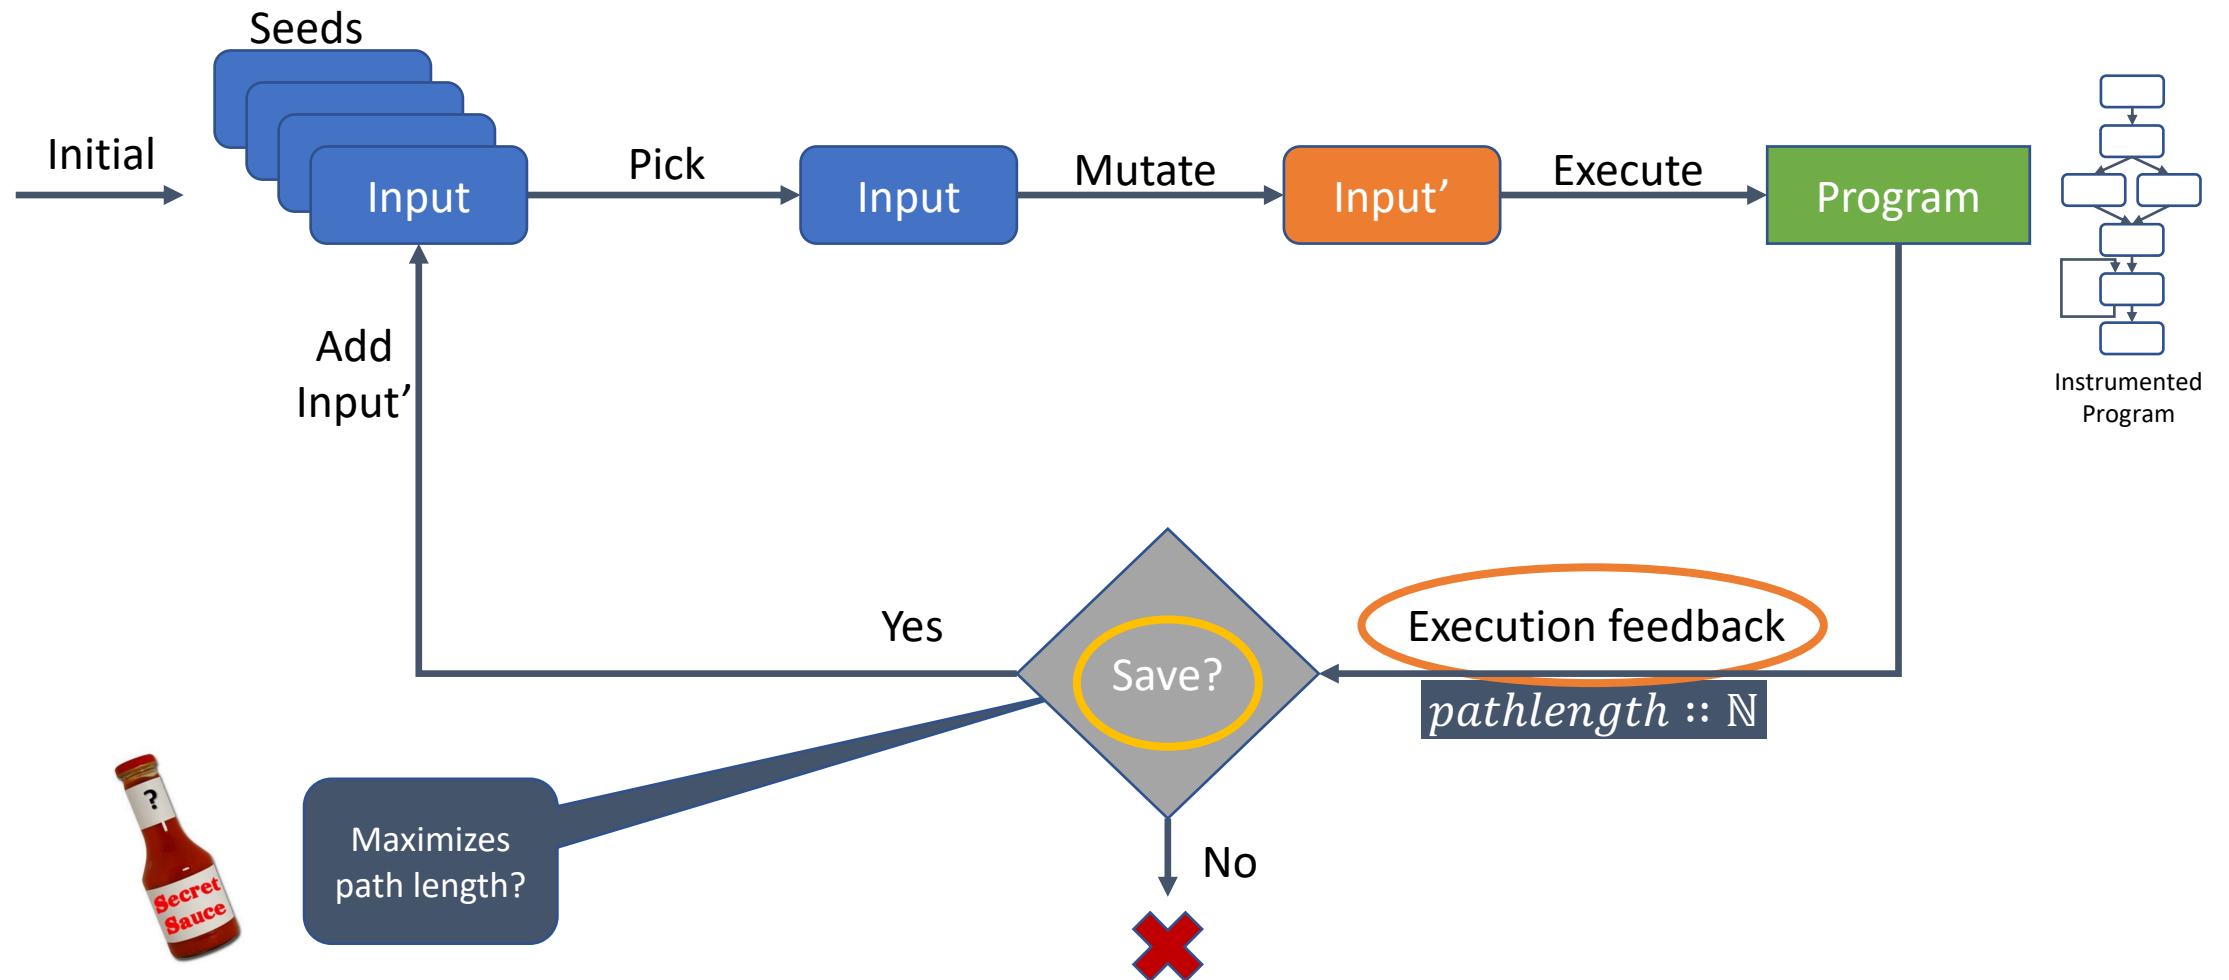 Seeds
Initial
Input
Pick
Input
Mutate
Input’
Execute
Program
Instrumented
Program
Add
Input’
Yes
Save?
Execution feedback
pathlength :: ℕ
No
Maximizes
path length?
?
Secret
Sauce